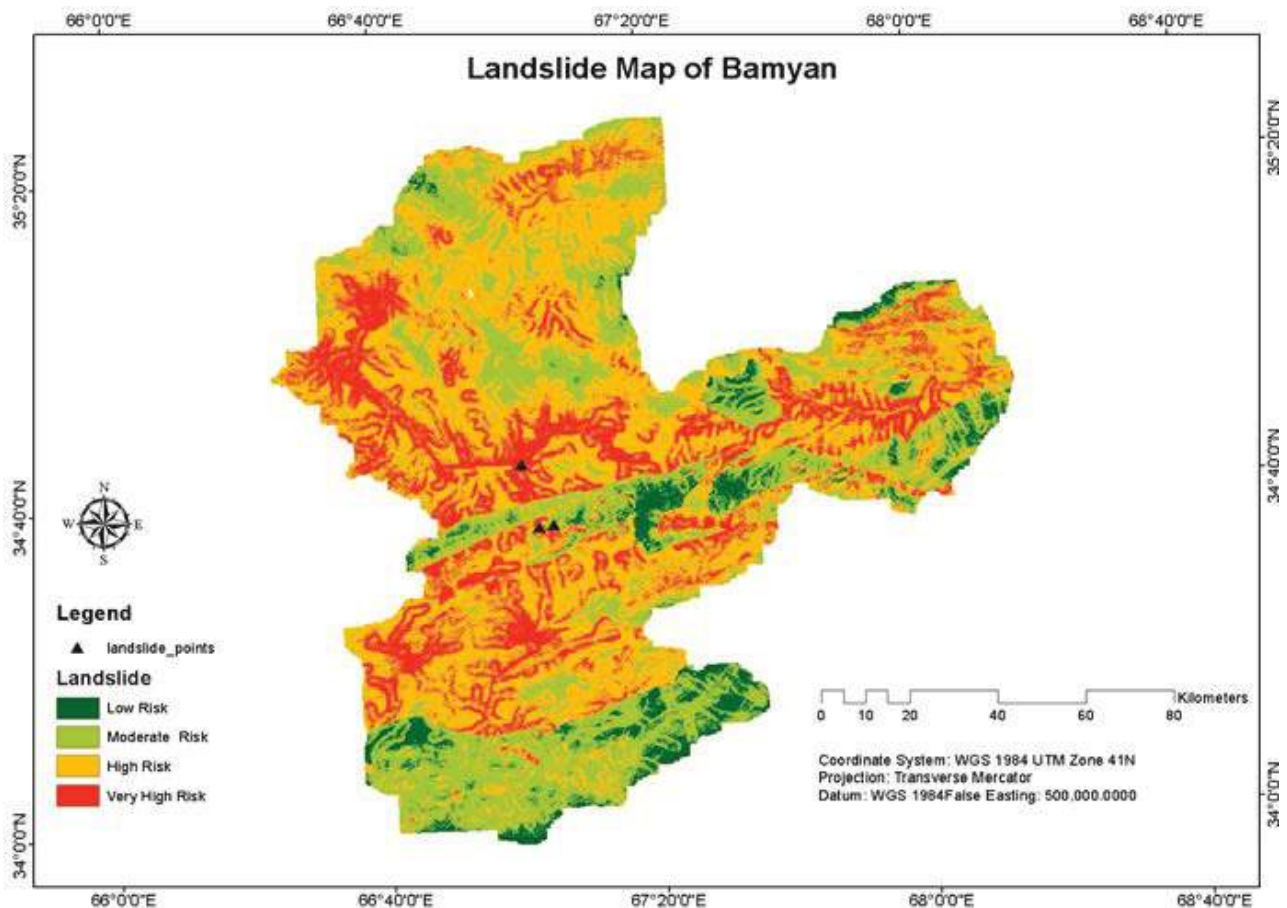 66°0'0"E 66°40'0"E 67°20'0"E 68°0'0"E 68°40'0"E
Landslide Map of Bamyan
35°20'0"N
35°20'0"N
34°40'0"N
34°40'0"N
N
W E
S
Legend
landslide_points
Landslide
Low Risk
Moderate Risk
High Risk
Very High Risk
Kilometers
0 10 20 40 60 80
Coordinate System: WGS 1984 UTM Zone 41N
Projection: Transverse Mercator
Datum: WGS 1984False Easting: 500,000.0000
34°0'0"N
34°0'0"N
66°0'0"E 66°40'0"E 67°20'0"E 68°0'0"E 68°40'0"E